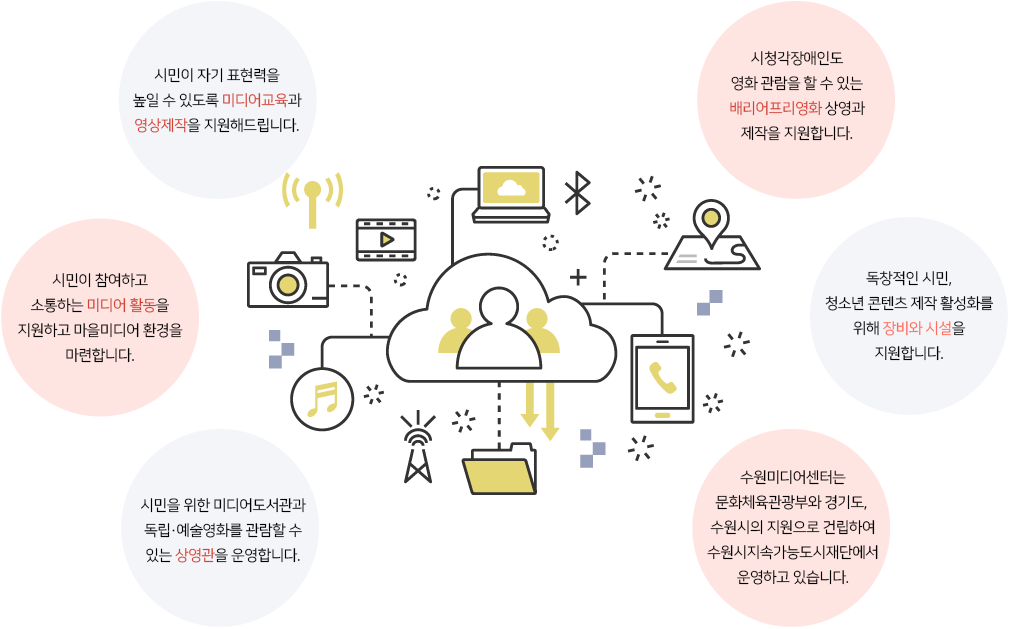 시민이 자기 표현력을
높일 수 있도록 미디어교육과
영상제작을 지원해드립니다.
시청각장애인도
영화 관람을 할 수 있는
배리어프리영화 상영과
제작을 지원합니다.
시민이 참여하고
소통하는 미디어 활동을
지원하고 마을미디어 환경을
마련합니다.
독창적인 시민,
청소년 콘텐츠 제작 활성화를
위해 장비와 시설을
지원합니다.
시민을 위한 미디어도서관과
독립·예술영화를 관람할 수
있는 상영관을 운영합니다.
수원미디어센터는
문화체육관광부와 경기도,
수원시의 지원으로 건립하여
수원시지속가능도시재단에서
운영하고 있습니다.